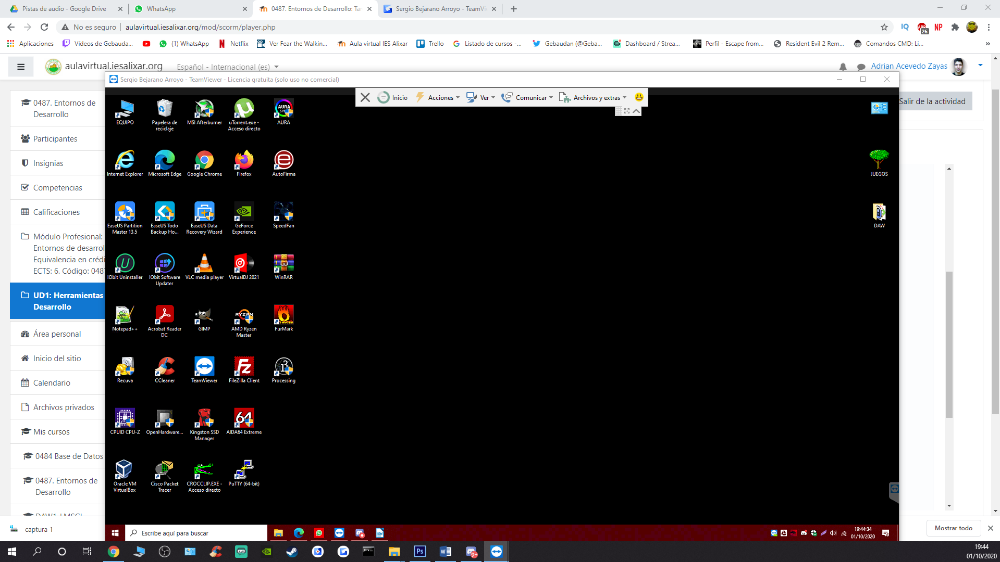 Pistas de audio - Google Drive
WhatsApp
0487. Entornos de Desarrollo: Tar
Sergio Bejarano Arroyo - TeamVie
No es seguro
aulavirtual.iesalixar.org/mod/scorm/player.php
IQ
ABP
26
NP
Aplicaciones
Vídeos de Gebauda...
(1) WhatsApp
Netflix
Ver Fear the Walkin...
Aula virtual IES Alixar
Trello
Listado de cursos -...
Gebaudan (@Geba...
Dashboard / Strea...
Perfil - Escape from...
Resident Evil 2 Rem...
Comandos CMD: Li...
»
aulavirtual.iesalixar.org
Español - Internacional (es)
Adrian Acevedo Zayas
Sergio Bejarano Arroyo - TeamViewer - Licencia gratuita (solo uso no comercial)
Inicio
Acciones
Ver
Comunicar
Archivos y extras
Salir de la actividad
0487. Entornos de
Desarrollo
Participantes
Insignias
Competencias
Calificaciones
Módulo Profesional:
Entornos de desarrol
Equivalencia en crédi
ECTS: 6. Código: 048
UD1: Herramientas
Desarrollo
Área personal
Inicio del sitio
Calendario
Archivos privados
Mis cursos
0484 Base de Datos
0487. Entornos de
Desarrollo
EQUIPO
Papelera de
reciclaje
MSI Afterburner
uTorrent.exe -
Acceso directo
AURA
Internet Explorer
Microsoft Edge
Google Chrome
Firefox
AutoFirma
JUEGOS
EaseUS Partition
Master 13.5
EaseUS Todo
Backup Ho...
EaseUS Data
Recovery Wizard
GeForce
Experience
SpeedFan
DAW
IObit Uninstaller
IObit Software
Updater
VLC media player
VirtualDJ 2021
WinRAR
Notepad++
Acrobat Reader
DC
GIMP
AMD Ryzen
Master
FurMark
Recuva
CCleaner
TeamViewer
FileZilla Client
Processing
CPUID CPU-Z
OpenHardware...
Kingston SSD
Manager
AIDA64 Extreme
Oracle VM
VirtualBox
Cisco Packet
Tracer
CROCCLIP.EXE -
Acceso directo
PuTTY (64-bit)
captura 1
Escribe aquí para buscar
19:44:34
01/10/2020
Mostrar todo
Ps
9+
19:44
01/10/2020